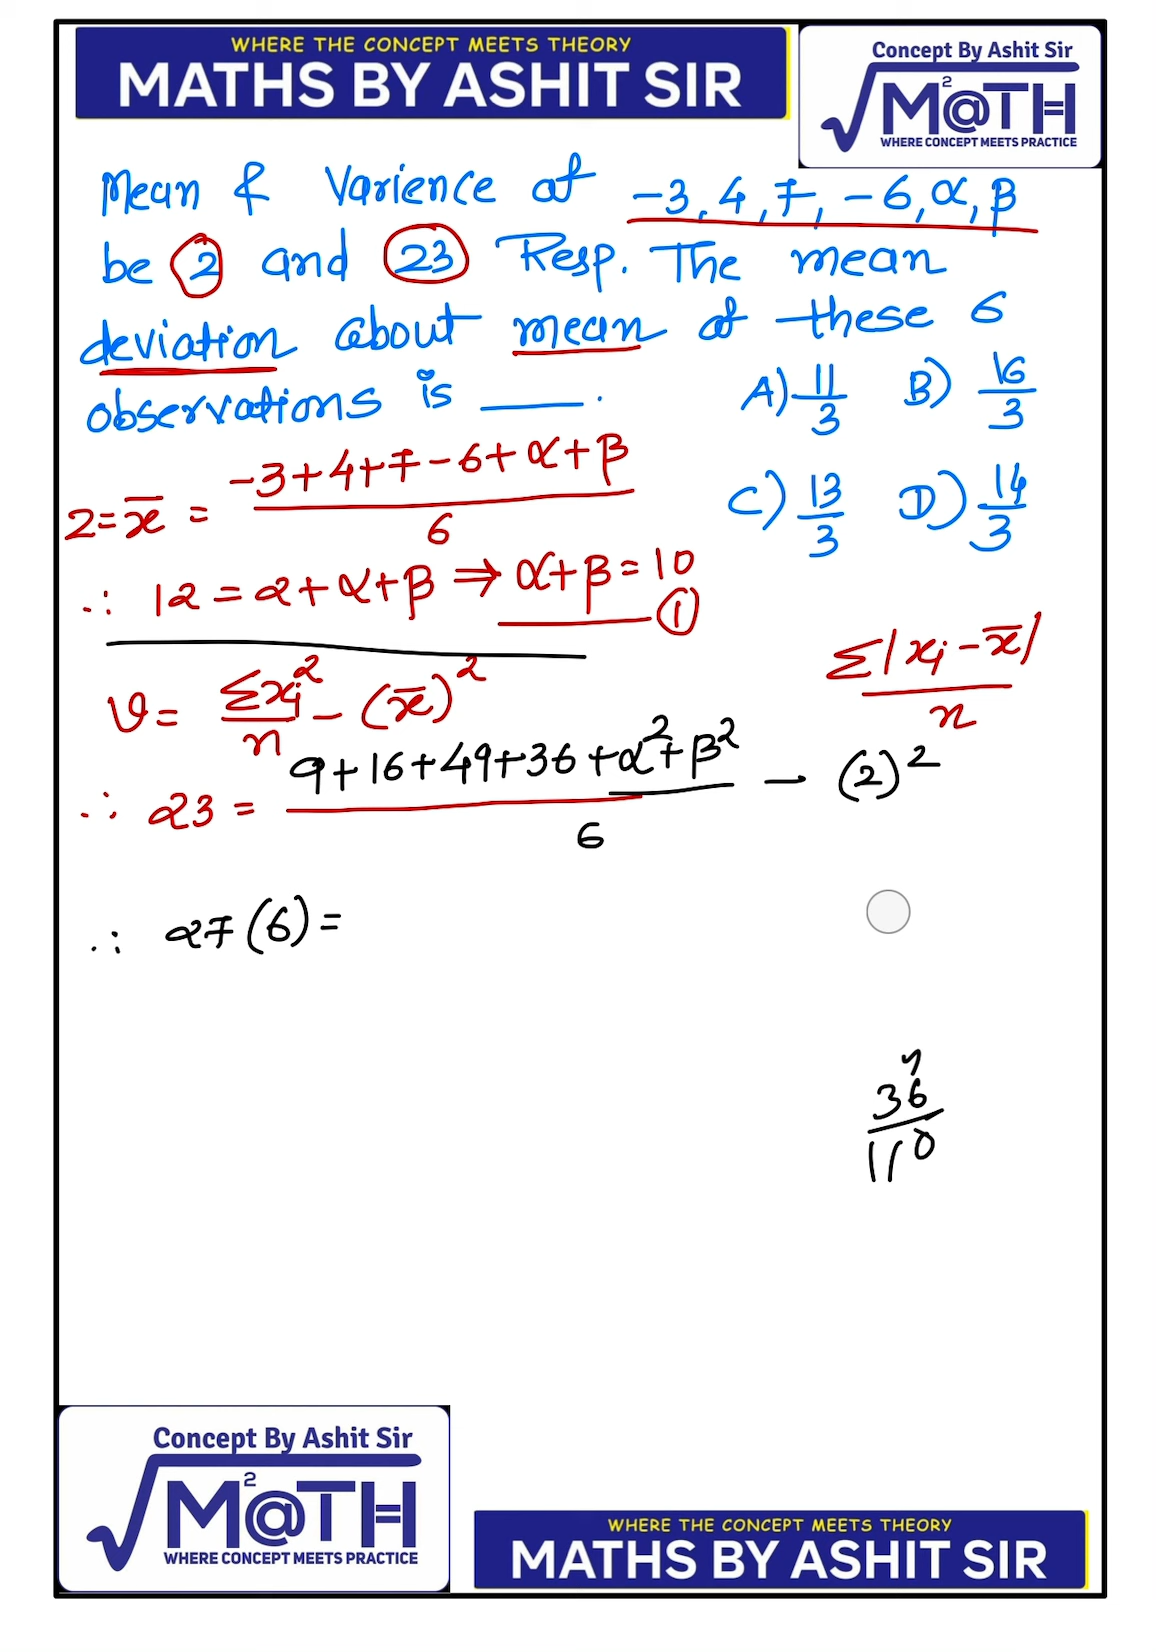 WHERE THE CONCEPT MEETS THEORY
MATHS BY ASHIT SIR
Concept By Ashit Sir
√M²@TH
WHERE CONCEPT MEETS PRACTICE
Mean & Varience of -3, 4, 7, -6, α, β
be 2 and 23 Resp. The mean
deviation about mean of these 6
observations is ____.
A) 11/3 B) 16/3
C) 13/3 D) 14/3
2 = x̄ = (-3+4+7-6+α+β)/6
∴ 12 = 2+α+β ⇒ α+β = 10 ①
Σ|xi - x̄|/n
v = Σxi²/n - (x̄)²
∴ 23 = (9+16+49+36+α²+β²)/6 - (2)²
∴ 27(6) =
36
110
Concept By Ashit Sir
√M²@TH
WHERE CONCEPT MEETS PRACTICE
WHERE THE CONCEPT MEETS THEORY
MATHS BY ASHIT SIR